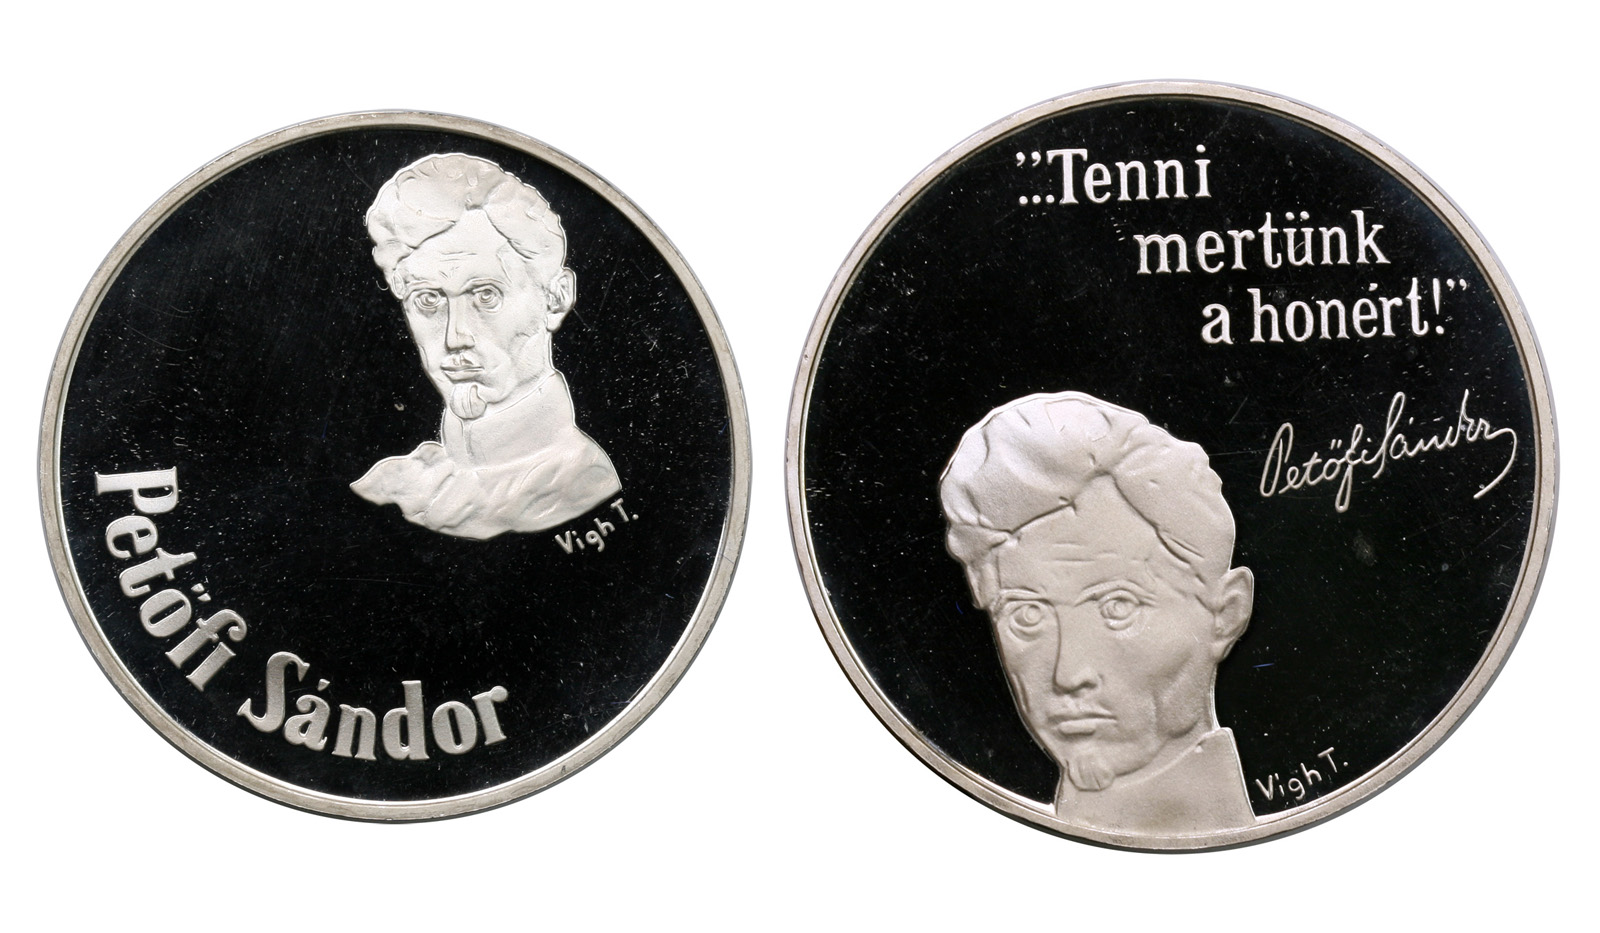 Petőfi Sándor
Vigh T.
"...Tenni
mertünk
a honért!"
Petőfi Sándor
Vigh T.